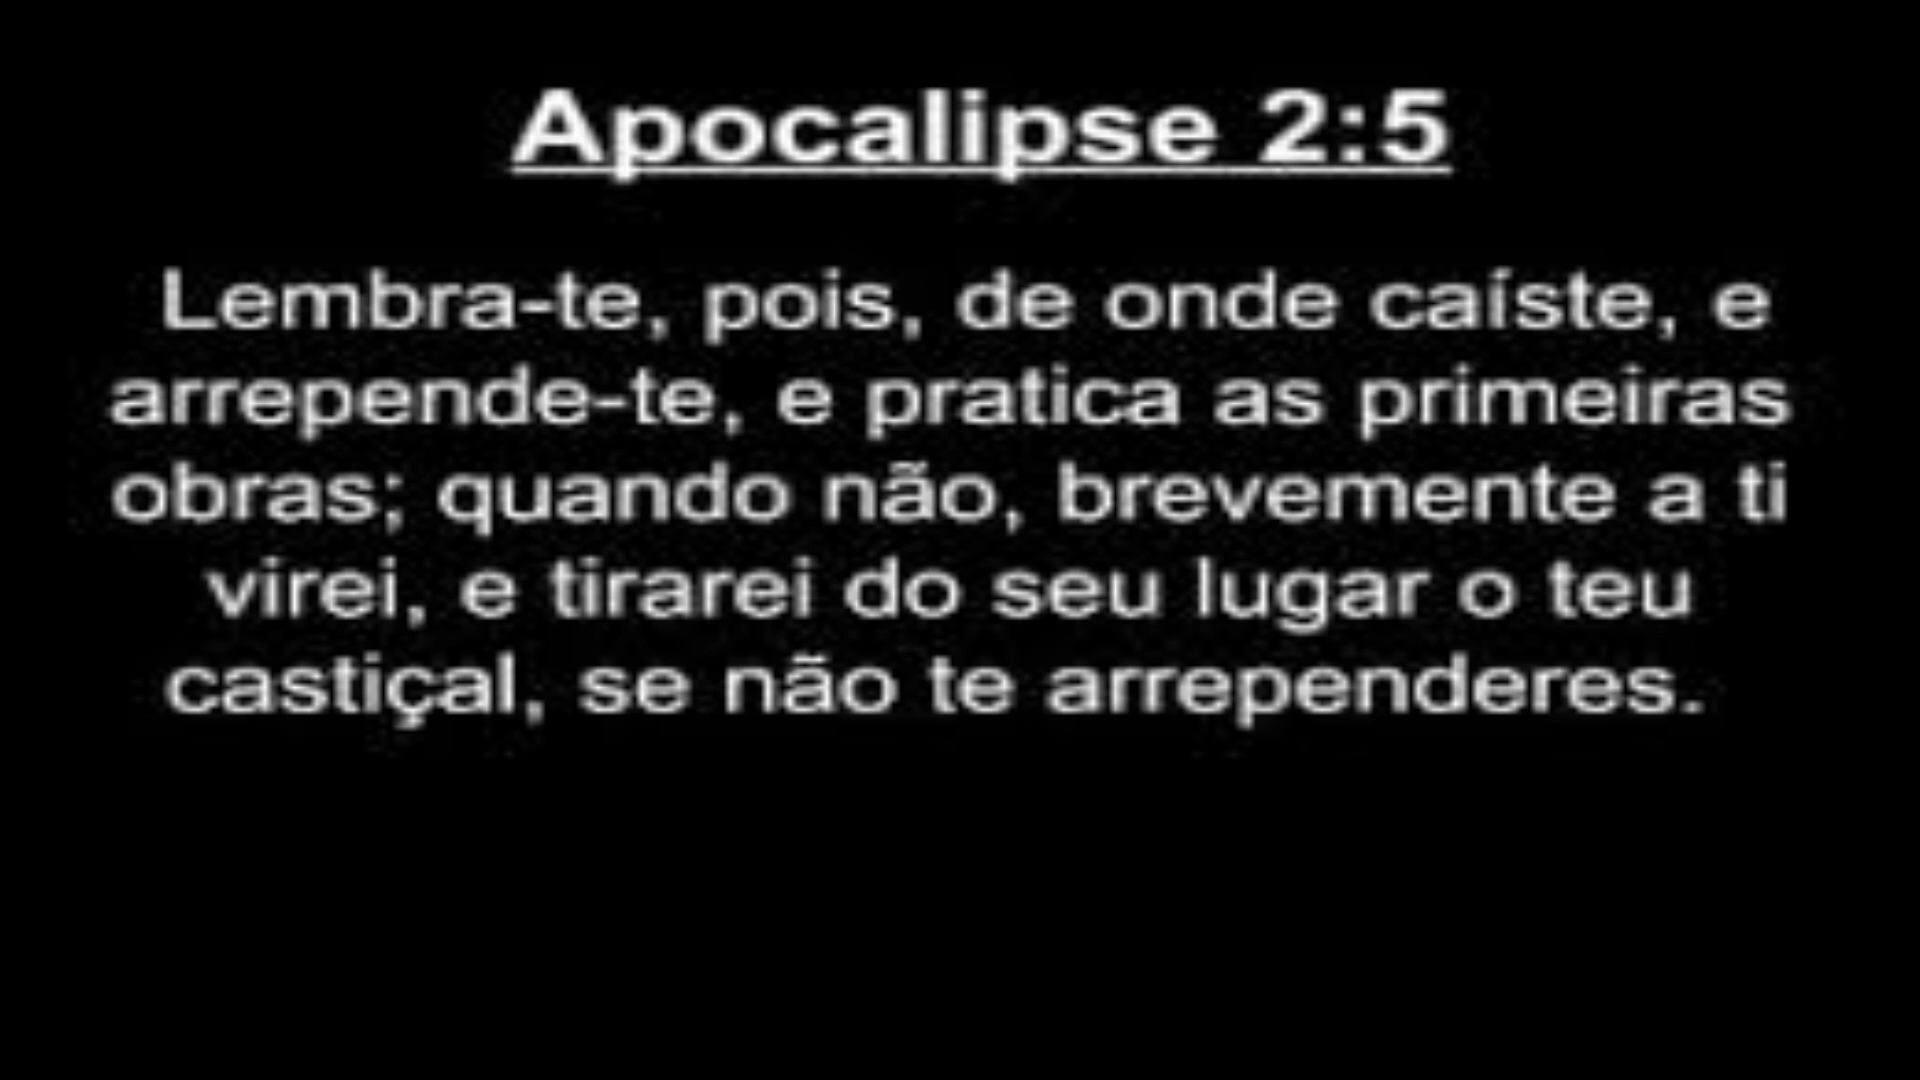 Apocalipse 2:5
Lembra-te, pois, de onde caíste, e
arrepende-te, e pratica as primeiras
obras; quando não, brevemente a ti
virei, e tirarei do seu lugar o teu
castiçal, se não te arrependeres.